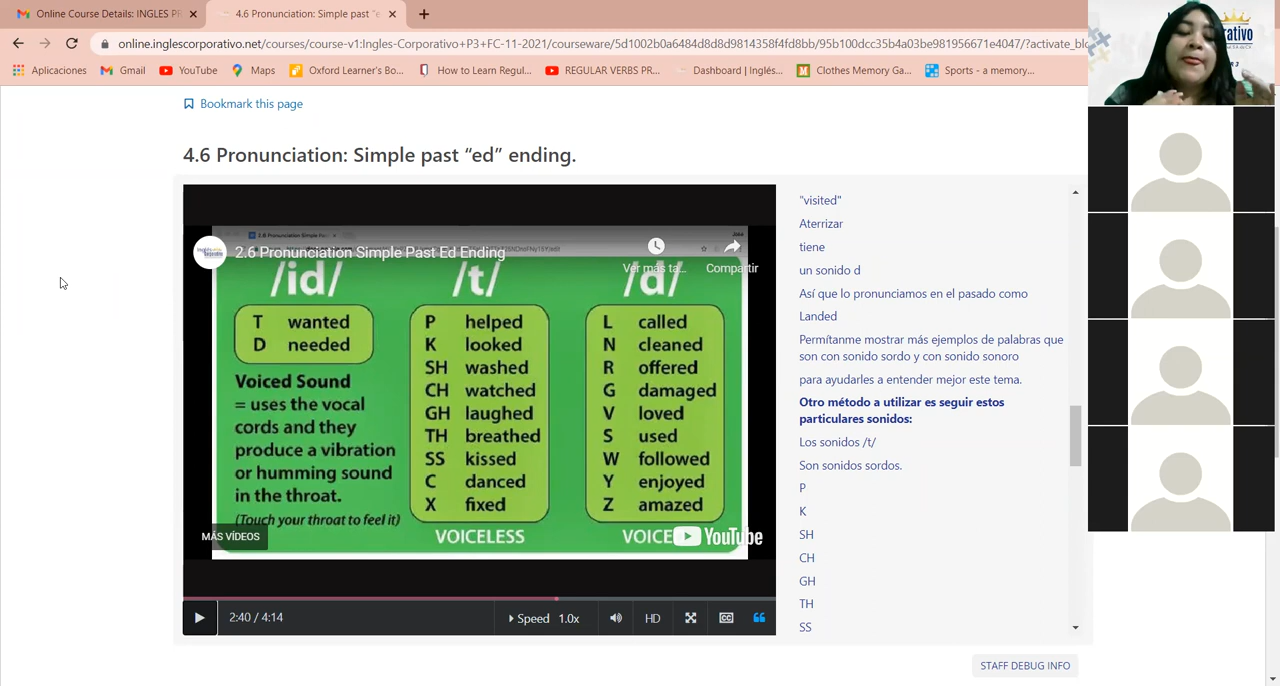 Online Course Details: INGLES PR
4.6 Pronunciation: Simple past "e
online.inglescorporativo.net/courses/course-v1:Ingles-Corporativo+P3+FC-11-2021/courseware/5d1002b0a6484d8d8d9814358f4fd8bb/95b100dcc35b4a03be981956671e4047/?activate_blo
Aplicaciones
Gmail
YouTube
Maps
Oxford Learner's Bo...
How to Learn Regul...
REGULAR VERBS PR...
Dashboard | Inglés...
Clothes Memory Ga...
Sports - a memory...
Bookmark this page
4.6 Pronunciation: Simple past “ed” ending.
2.6 Pronunciation Simple Past Ed Ending
Ver más ta...
Compartir
/id/
T wanted
D needed
Voiced Sound
= uses the vocal
cords and they
produce a vibration
or humming sound
in the throat.
(Touch your throat to feel it)
/t/
P helped
K looked
SH washed
CH watched
GH laughed
TH breathed
SS kissed
C danced
X fixed
VOICELESS
/d/
L called
N cleaned
R offered
G damaged
V loved
S used
W followed
Y enjoyed
Z amazed
VOICE
YouTube
MÁS VÍDEOS
2:40 / 4:14
Speed 1.0x
HD
"visited"
Aterrizar
tiene
un sonido d
Así que lo pronunciamos en el pasado como
Landed
Permítanme mostrar más ejemplos de palabras que
son con sonido sordo y con sonido sonoro
para ayudarles a entender mejor este tema.
Otro método a utilizar es seguir estos
particulares sonidos:
Los sonidos /t/
Son sonidos sordos.
P
K
SH
CH
GH
TH
SS
STAFF DEBUG INFO